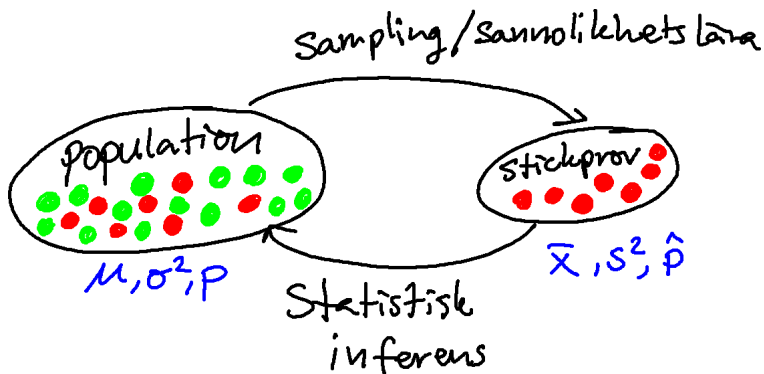 Sampling/sannolikhetslära
population
stickprov
μ, σ², p
x̄, s², p̂
Statistisk
inferens